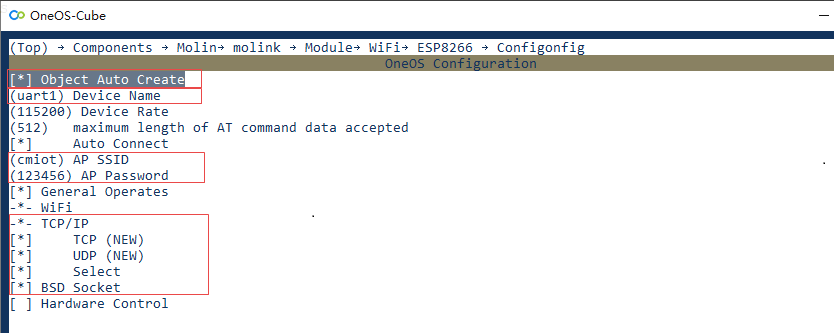 OneOS-Cube
(Top) → Components → Molin→ molink → Module→ WiFi→ ESP8266 → Configonfig
OneOS Configuration
[*] Object Auto Create
(uart1) Device Name
(115200) Device Rate
(512)   maximum length of AT command data accepted
[*]     Auto Connect
(cmiot) AP SSID
(123456) AP Password
[*] General Operates
-*- WiFi
-*- TCP/IP
[*]     TCP (NEW)
[*]     UDP (NEW)
[*]     Select
[*] BSD Socket
[ ] Hardware Control